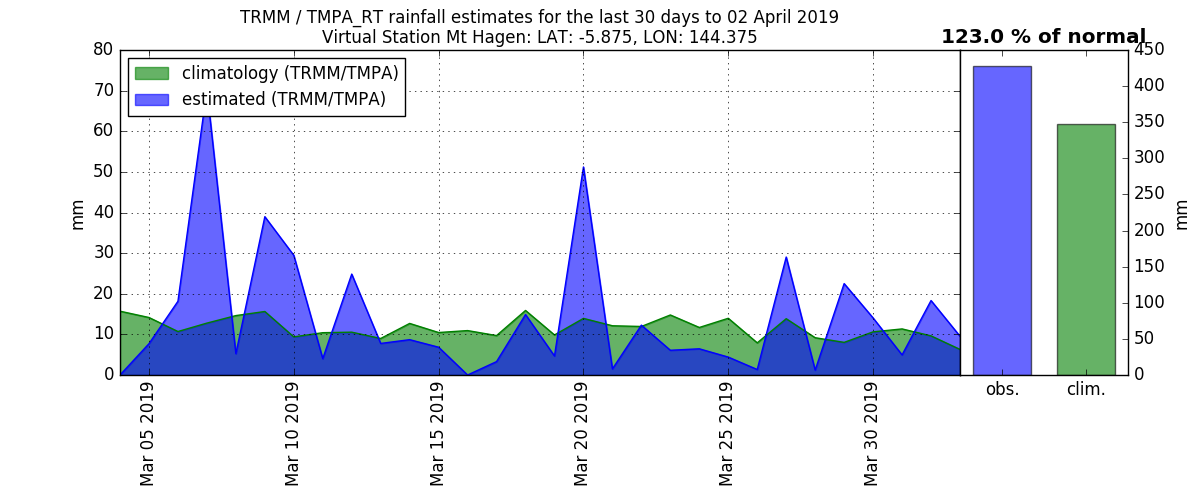 TRMM / TMPA_RT rainfall estimates for the last 30 days to 02 April 2019
Virtual Station Mt Hagen: LAT: -5.875, LON: 144.375
123.0 % of normal
climatology (TRMM/TMPA)
estimated (TRMM/TMPA)
mm
80
70
60
50
40
30
20
10
0
Mar 05 2019
Mar 10 2019
Mar 15 2019
Mar 20 2019
Mar 25 2019
Mar 30 2019
450
400
350
300
250
200
150
100
50
0
mm
obs.
clim.